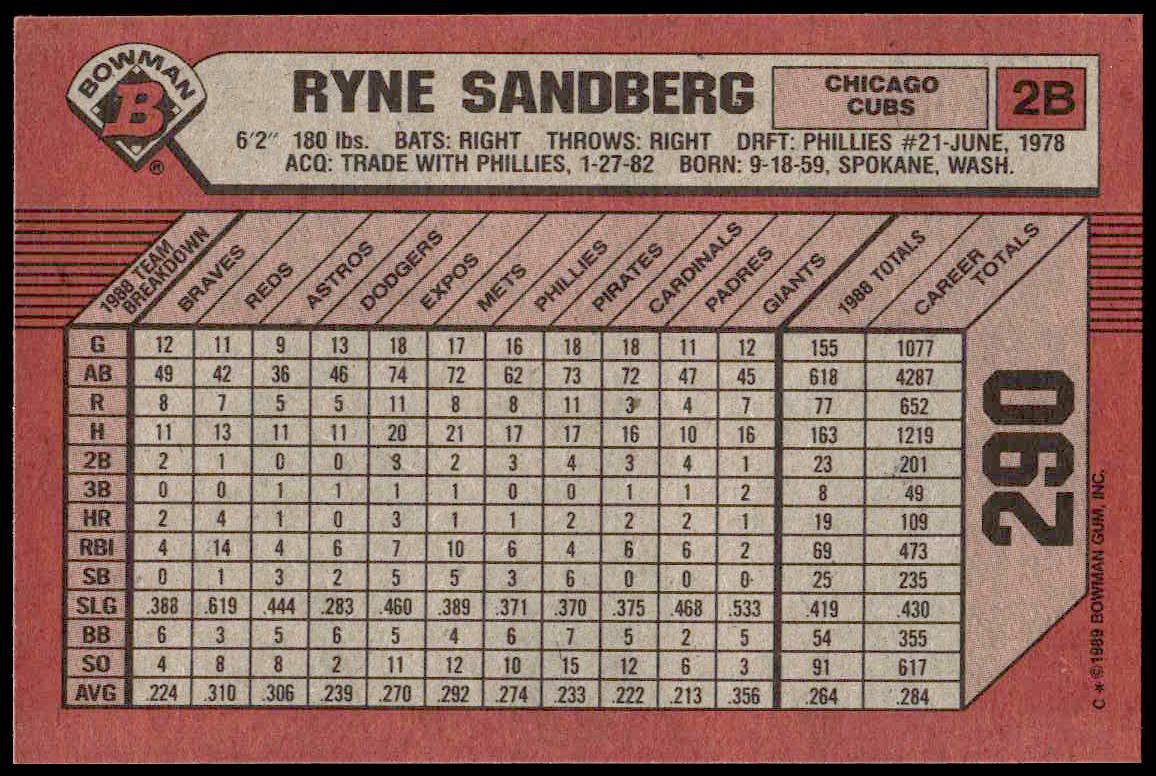 BOWMAN
B
®
RYNE SANDBERG
CHICAGO
CUBS
2B
6'2" 180 lbs. BATS: RIGHT THROWS: RIGHT DRFT: PHILLIES #21-JUNE, 1978
ACQ: TRADE WITH PHILLIES, 1-27-82 BORN: 9-18-59, SPOKANE, WASH.
1988 TEAM BREAKDOWN BRAVES REDS ASTROS DODGERS EXPOS METS PHILLIES PIRATES CARDINALS PADRES GIANTS 1988 TOTALS CAREER TOTALS
G 12 11 9 13 18 17 16 18 18 11 12 155 1077
AB 49 42 36 46 74 72 62 73 72 47 45 618 4287
R 8 7 5 5 11 8 8 11 3 4 7 77 652
H 11 13 11 11 20 21 17 17 16 10 16 163 1219
2B 2 1 0 0 3 2 3 4 3 4 1 23 201
3B 0 0 1 1 1 1 0 0 1 1 2 8 49
HR 2 4 1 0 3 1 1 2 2 2 1 19 109
RBI 4 14 4 6 7 10 6 4 6 6 2 69 473
SB 0 1 3 2 5 5 3 6 0 0 0 25 235
SLG .388 .619 .444 .283 .460 .389 .371 .370 .375 .468 .533 .419 .430
BB 6 3 5 6 5 4 6 7 5 2 5 54 355
SO 4 8 8 2 11 12 10 15 12 6 3 91 617
AVG .224 .310 .306 .239 .270 .292 .274 .233 .222 .213 .356 .264 .284
290
C * ©1989 BOWMAN GUM, INC.